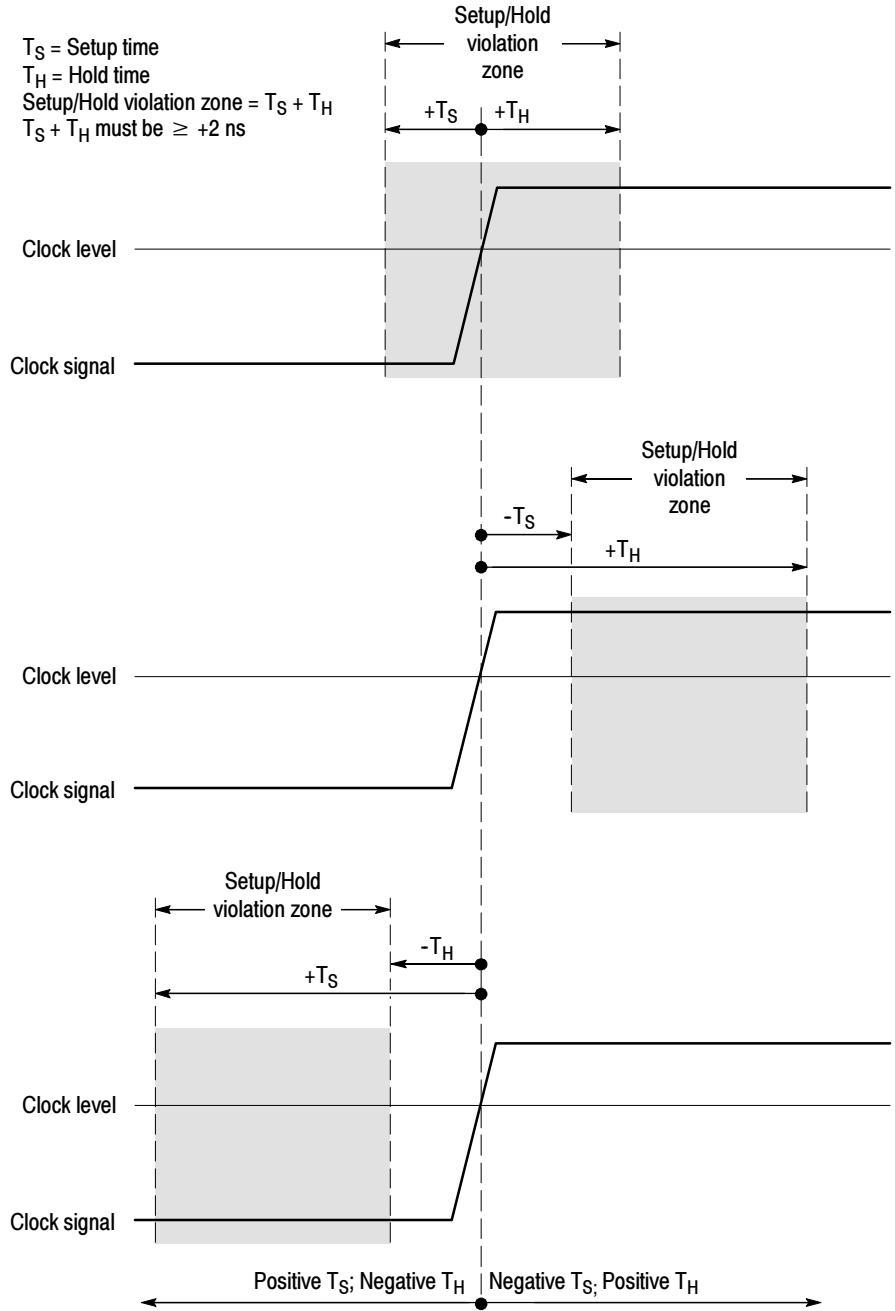 T_S = Setup time
T_H = Hold time
Setup/Hold violation zone = T_S + T_H
T_S + T_H must be ≥ +2 ns
Setup/Hold
violation
zone
+T_S
+T_H
Clock level
Clock signal
Setup/Hold
violation
zone
-T_S
+T_H
Clock level
Clock signal
Setup/Hold
violation zone
-T_H
+T_S
Clock level
Clock signal
Positive T_S; Negative T_H
Negative T_S; Positive T_H